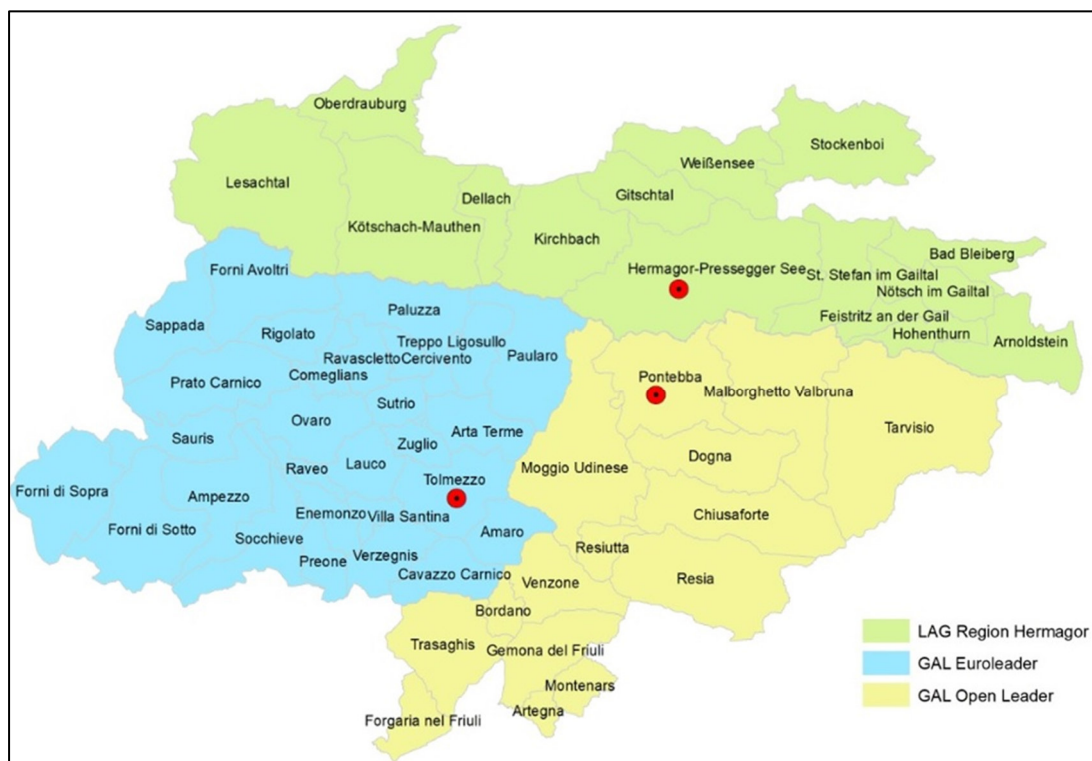 Oberdrauburg
Stockenboi
Weißensee
Lesachtal
Gitschtal
Dellach
Kötschach-Mauthen
Kirchbach
Bad Bleiberg
Forni Avoltri
Hermagor-Pressegger See
St. Stefan im Gailtal
Nötsch im Gailtal
Paluzza
Feistritz an der Gail
Sappada
Rigolato
Treppo Ligosullo
Hohenthurn
Arnoldstein
Ravascletto
Cercivento
Paularo
Comeglians
Pontebba
Prato Carnico
Malborghetto Valbruna
Sutrio
Ovaro
Tarvisio
Sauris
Zuglio
Arta Terme
Raveo
Lauco
Moggio Udinese
Dogna
Tolmezzo
Forni di Sopra
Ampezzo
Enemonzo
Villa Santina
Chiusaforte
Forni di Sotto
Socchieve
Amaro
Preone
Verzegnis
Resiutta
Cavazzo Carnico
Venzone
Resia
Bordano
Trasaghis
Gemona del Friuli
Montenars
Artegna
Forgaria nel Friuli
LAG Region Hermagor
GAL Euroleader
GAL Open Leader